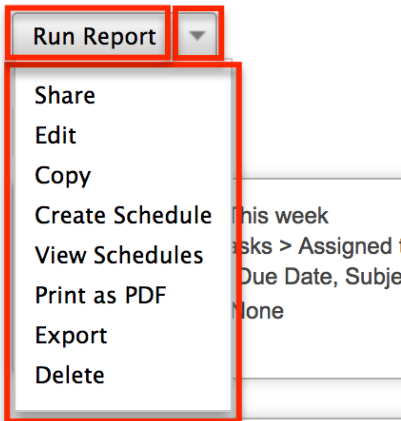 Run Report
Share
Edit
Copy
Create Schedule
This week
View Schedules
asks > Assigned
Due Date, Subje
Print as PDF
None
Export
Delete